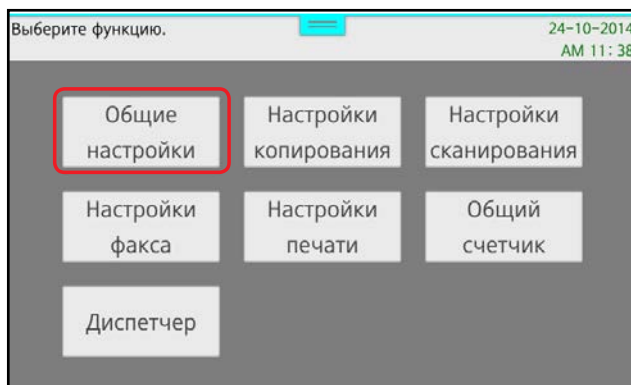 Выберите функцию.
24-10-2014
AM 11:38
Общие
настройки
Настройки
копирования
Настройки
сканирования
Настройки
факса
Настройки
печати
Общий
счетчик
Диспетчер